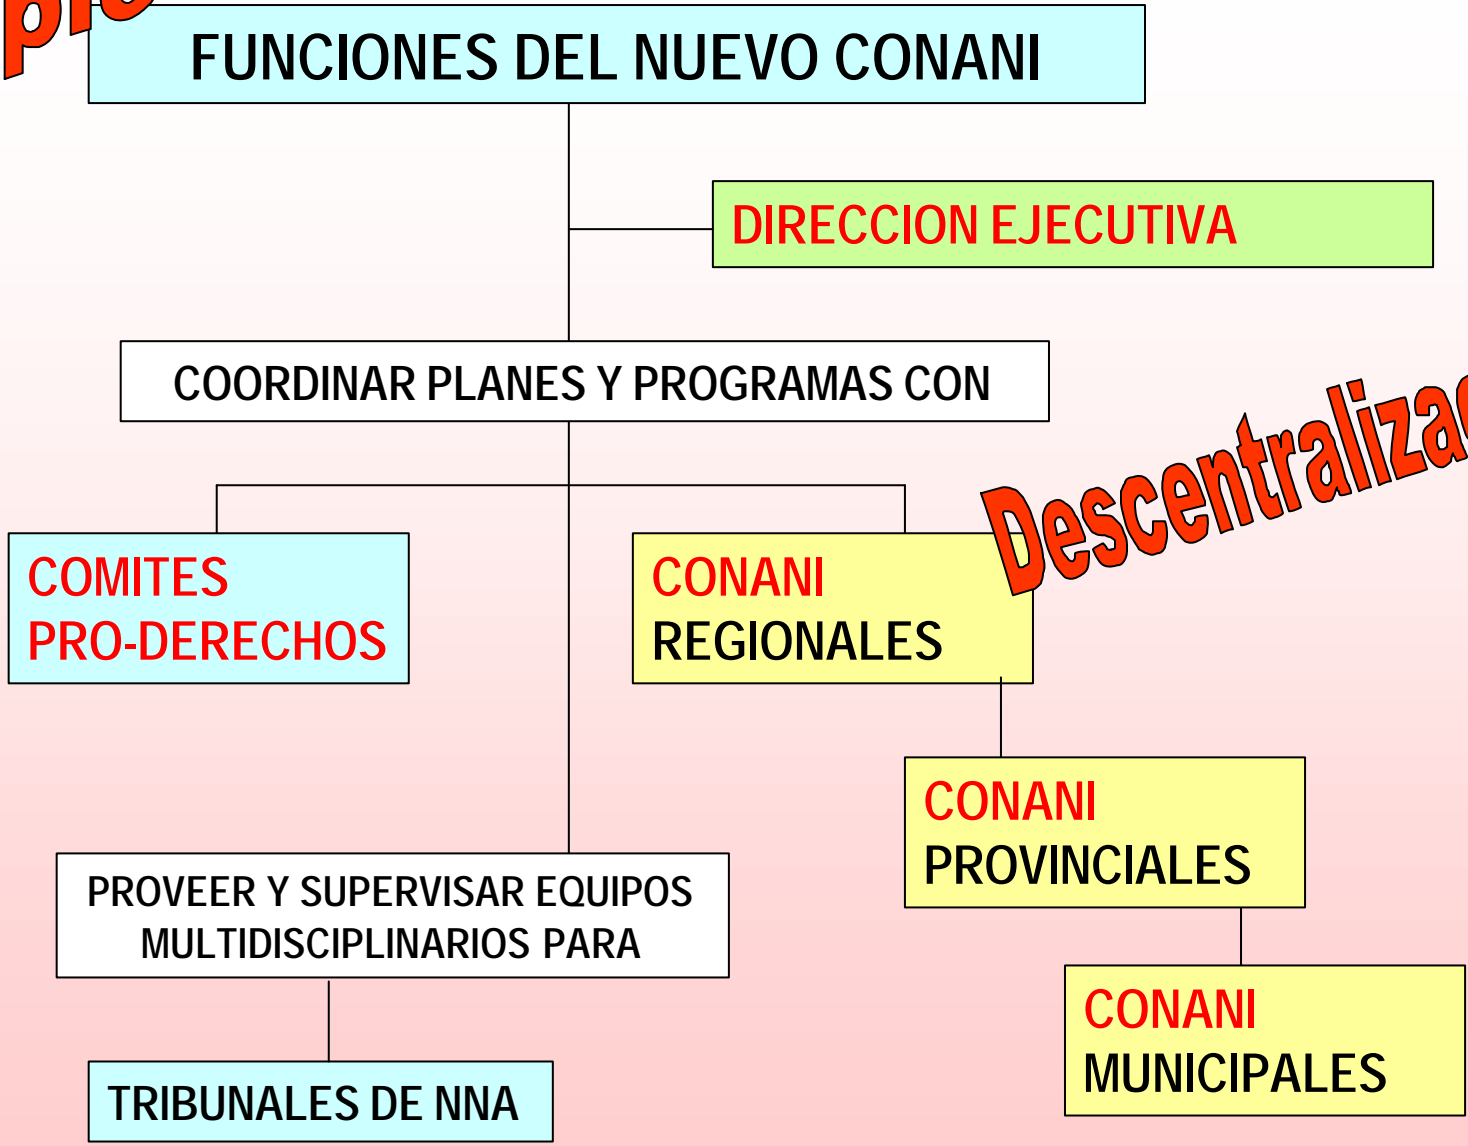 FUNCIONES DEL NUEVO CONANI
DIRECCION EJECUTIVA
COORDINAR PLANES Y PROGRAMAS CON
COMITES
PRO-DERECHOS
CONANI
REGIONALES
CONANI
PROVINCIALES
PROVEER Y SUPERVISAR EQUIPOS
MULTIDISCIPLINARIOS PARA
CONANI
MUNICIPALES
TRIBUNALES DE NNA